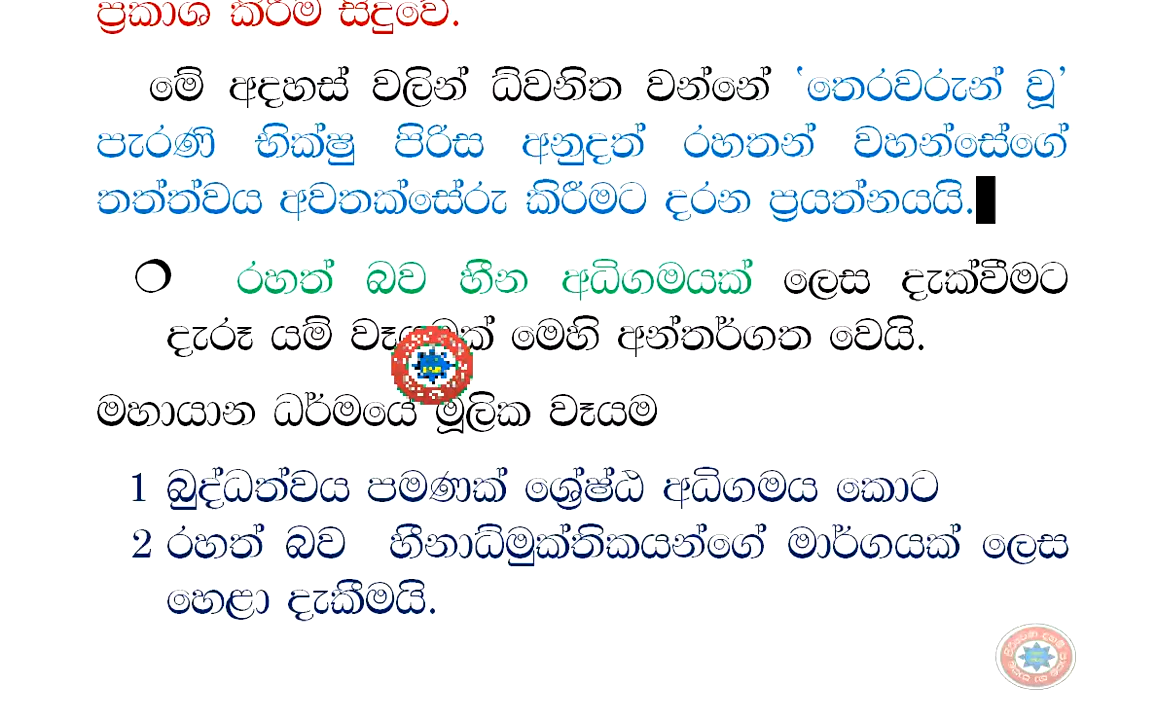 ප්‍රකාශ කිරීම සිදුවේ.
මේ අදහස් වලින් ධ්වනිත වන්නේ ‘තෙරවරුන් වූ’
පැරණි භික්ෂු පිරිස අනුදත් රහතන් වහන්සේගේ
තත්ත්වය අවතක්සේරු කිරීමට දරන ප්‍රයත්නයයි.
රහත් බව හීන අධිගමයක් ලෙස දැක්වීමට
දැරූ යම් මෙහි අන්තර්ගත වෙයි.
මහායාන ධර්මයේ මූලික වෑයම
1 බුද්ධත්වය පමණක් ශ්‍රේෂ්ඨ අධිගමය කොට
2 රහත් බව හීනාධිමුක්තිකයන්ගේ මාර්ගයක් ලෙස
හෙළා දැකීමයි.